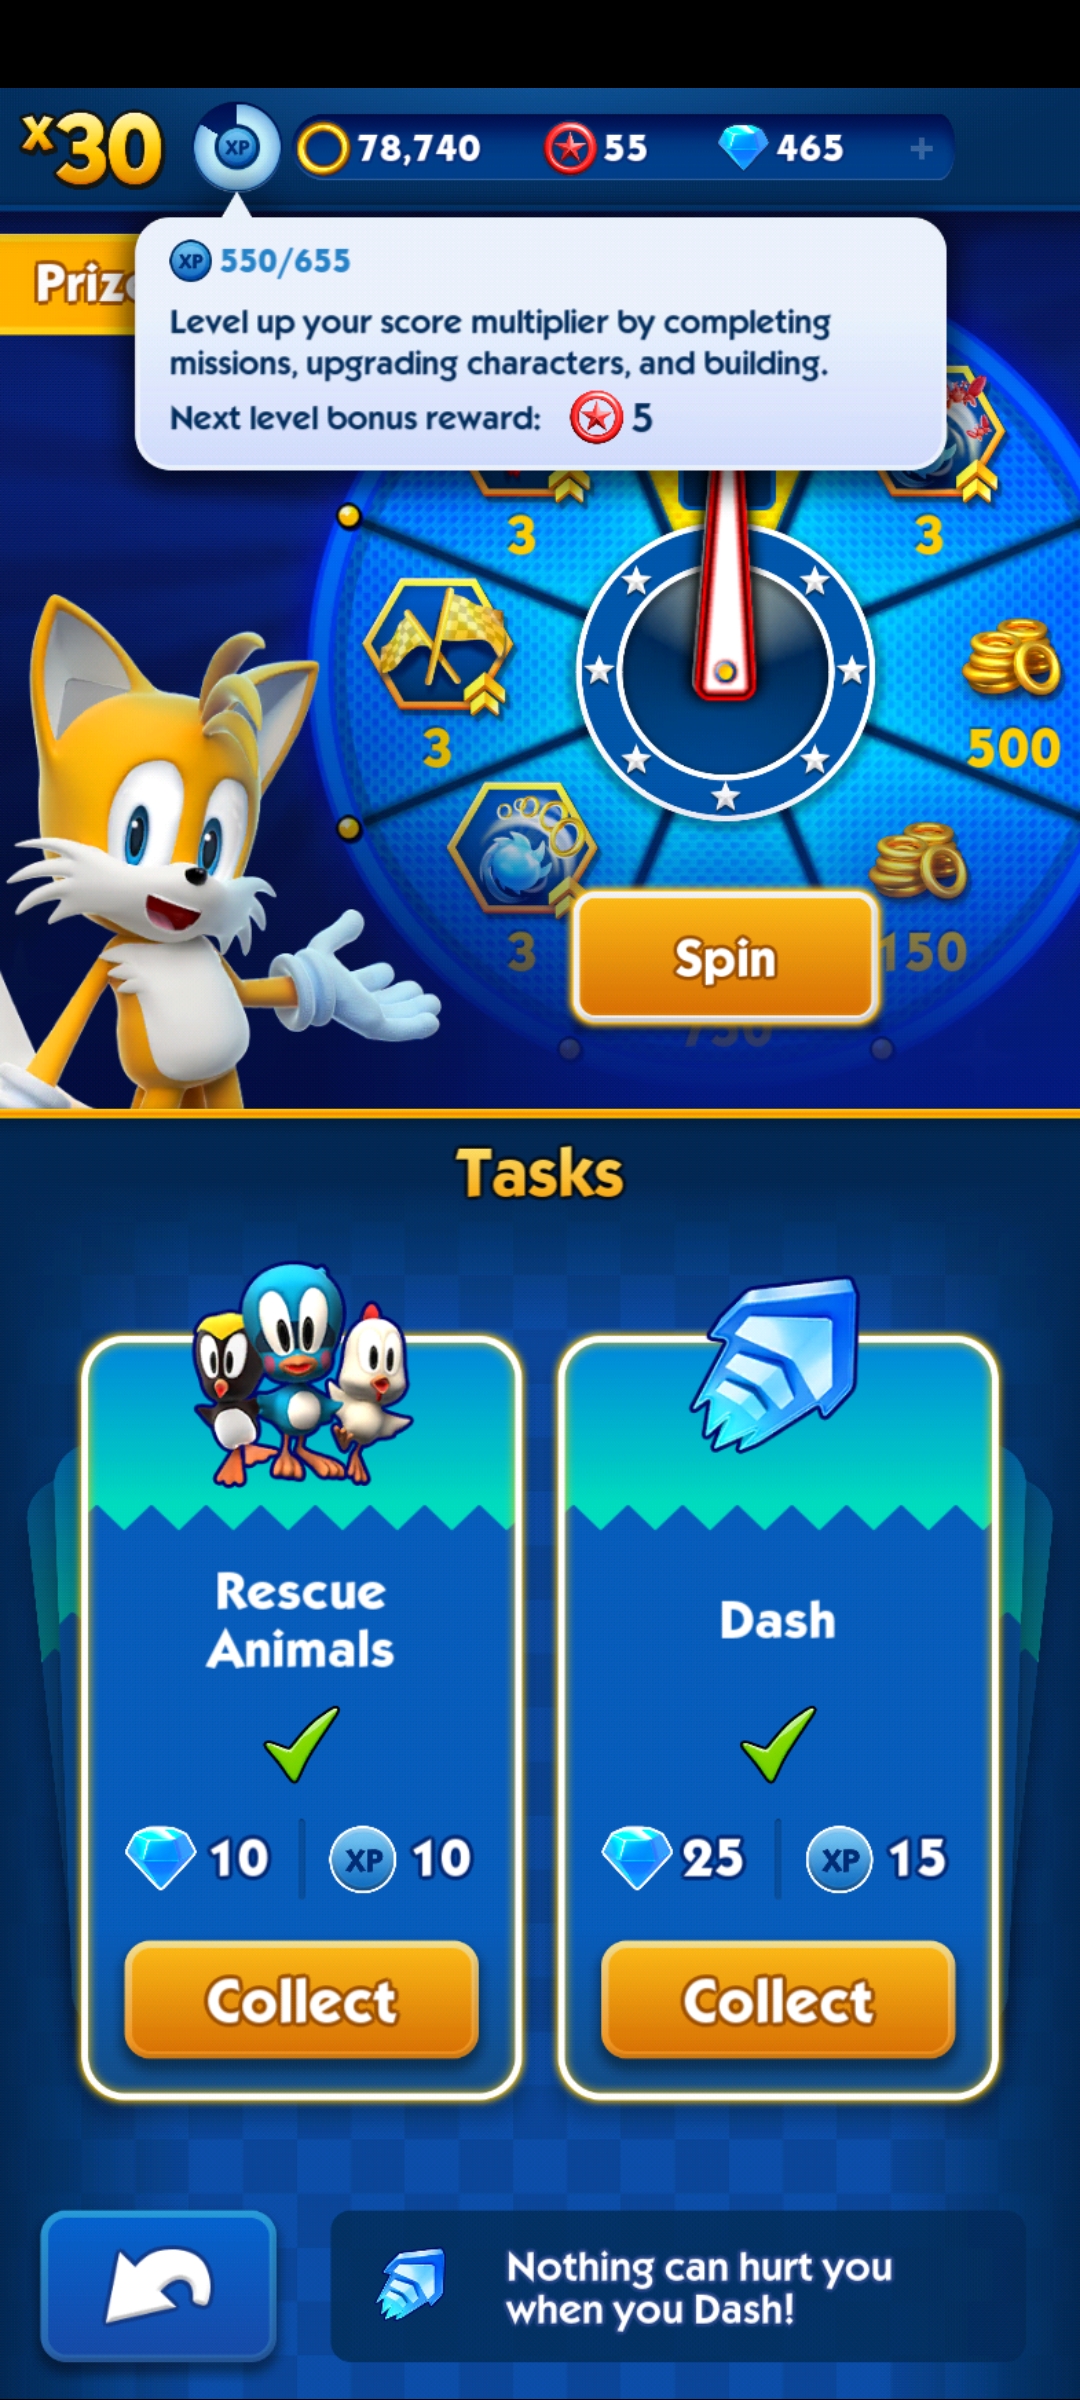 x30
XP
78,740
55
465
+
XP 550/655
Level up your score multiplier by completing
missions, upgrading characters, and building.
Next level bonus reward: 5
3
3
3
500
3
150
Spin
Tasks
Rescue
Animals
10
XP 10
Collect
Dash
25
XP 15
Collect
Nothing can hurt you
when you Dash!